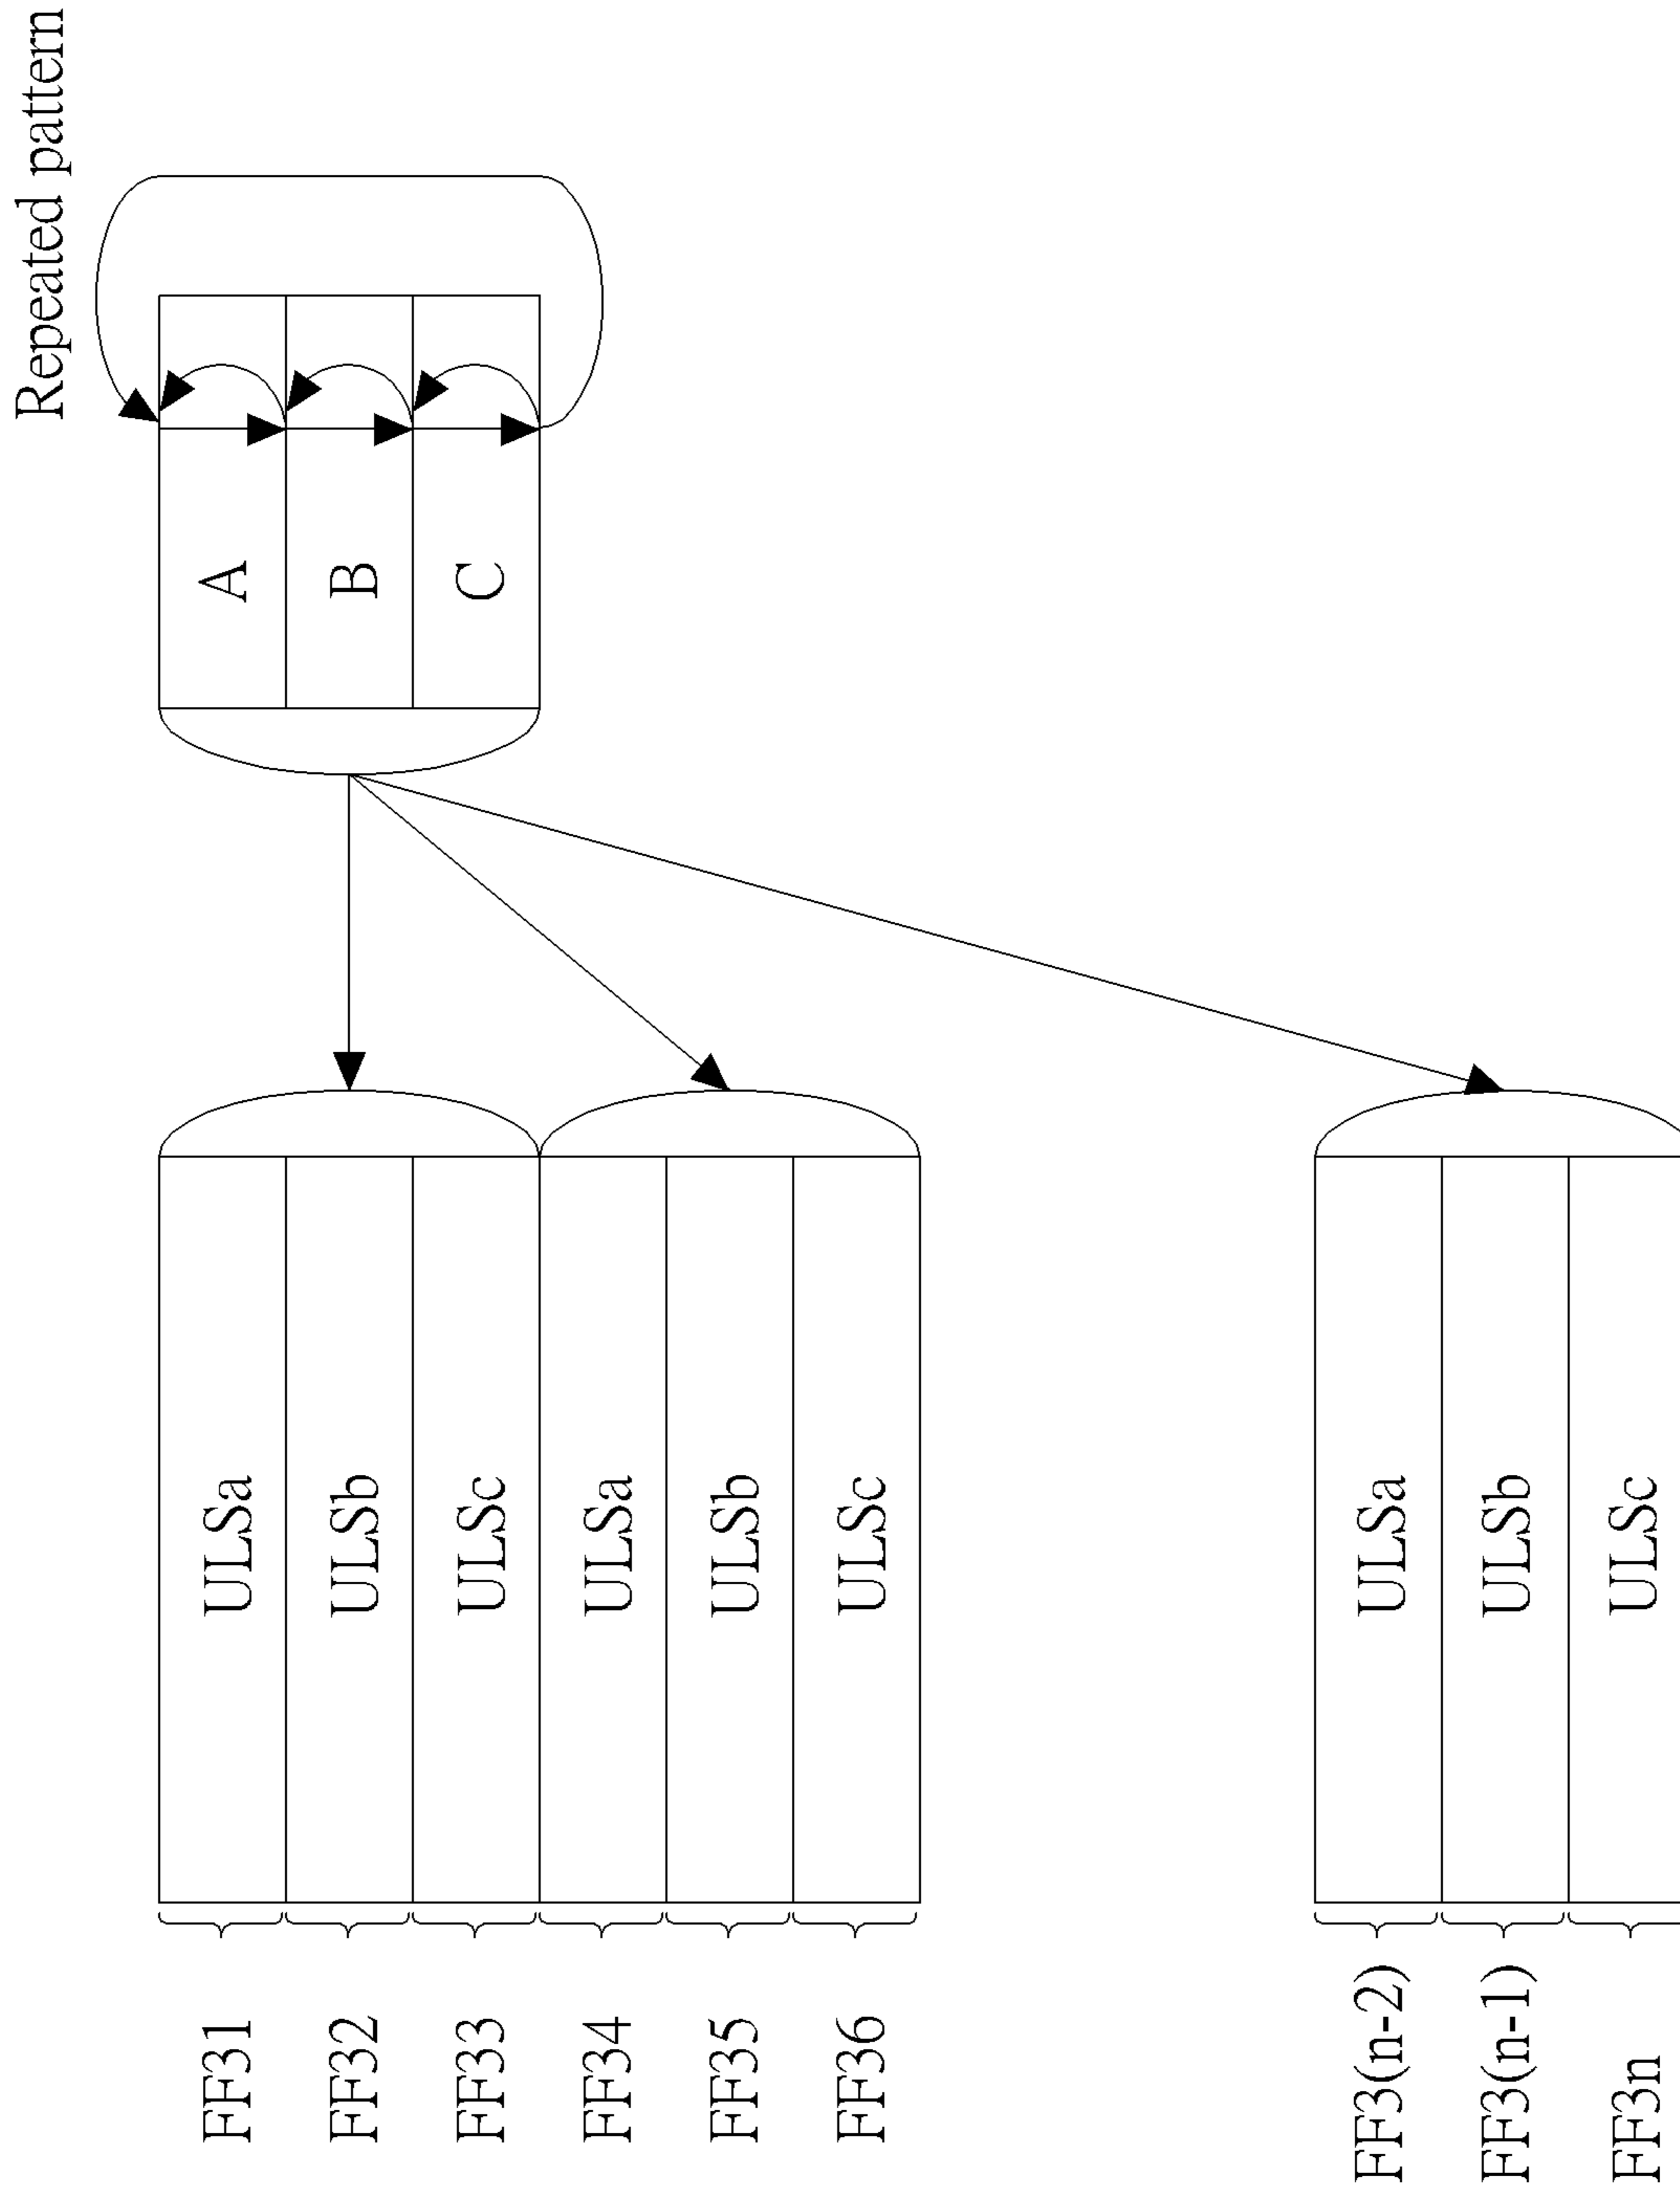 Repeated pattern
A
B
C
ULSa
ULSb
ULSc
ULSa
ULSb
ULSc
ULSa
ULSb
ULSc
FF31
FF32
FF33
FF34
FF35
FF36
FF3(n-2)
FF3(n-1)
FF3n